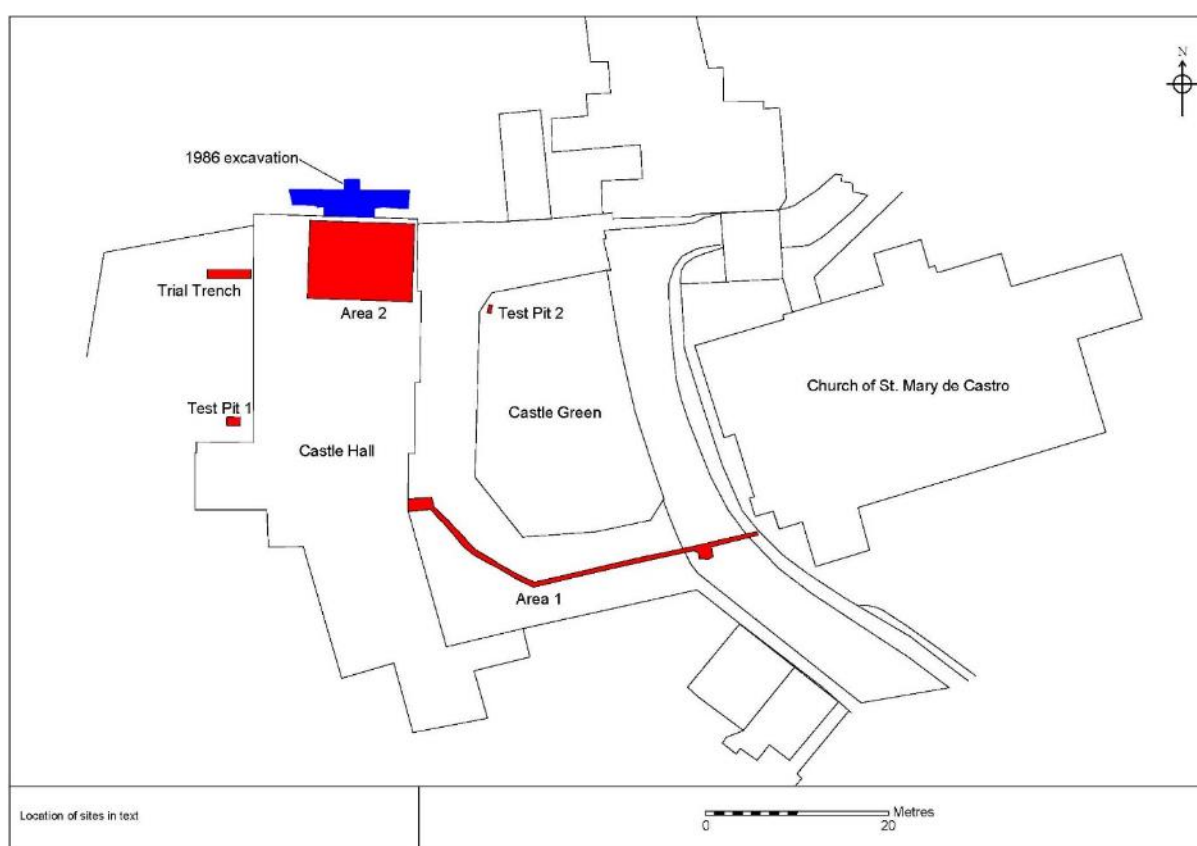 N
1986 excavation
Trial Trench
Area 2
Test Pit 2
Church of St. Mary de Castro
Test Pit 1
Castle Green
Castle Hall
Area 1
Location of sites in text
Metres
0
20